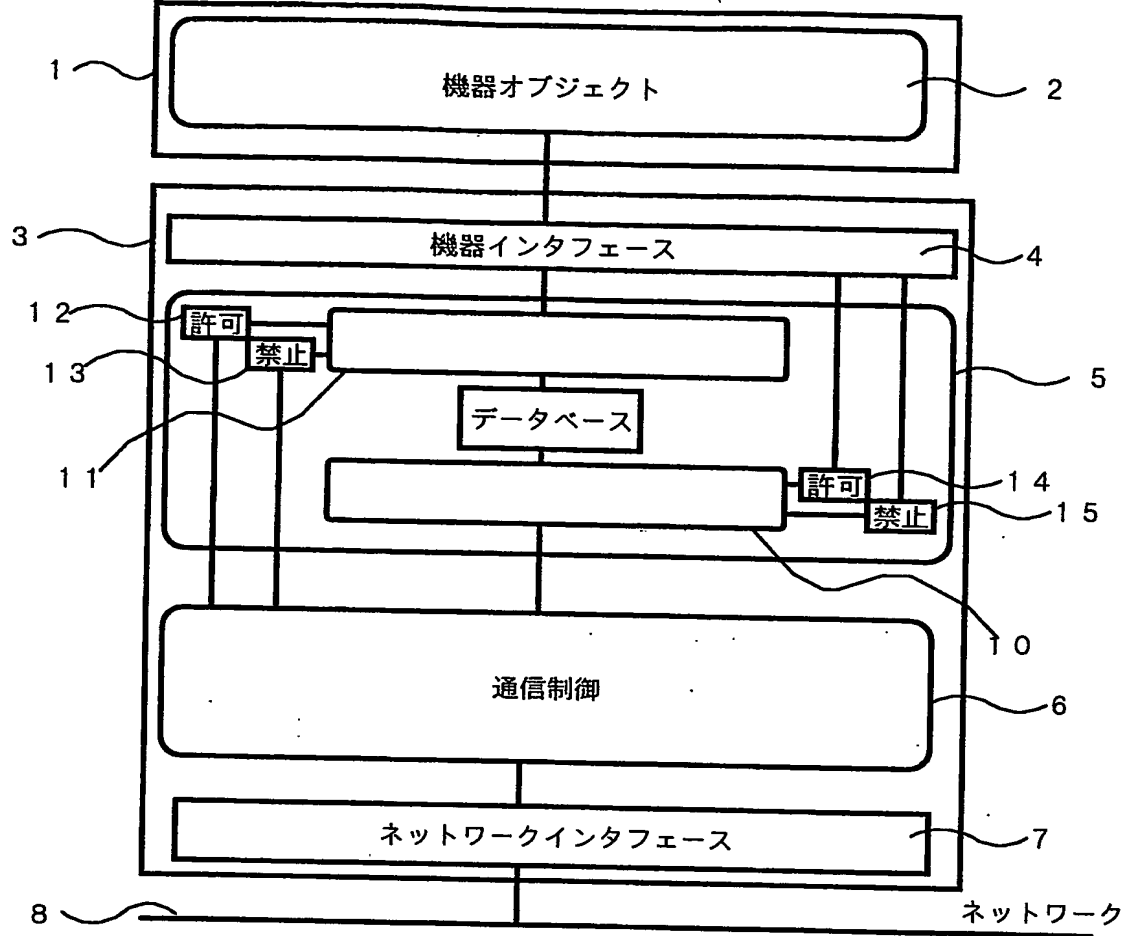 1
機器オブジェクト
2
3
機器インタフェース
4
12
許可
13
禁止
5
データベース
11
許可
14
禁止
15
10
通信制御
6
ネットワークインタフェース
7
8
ネットワーク